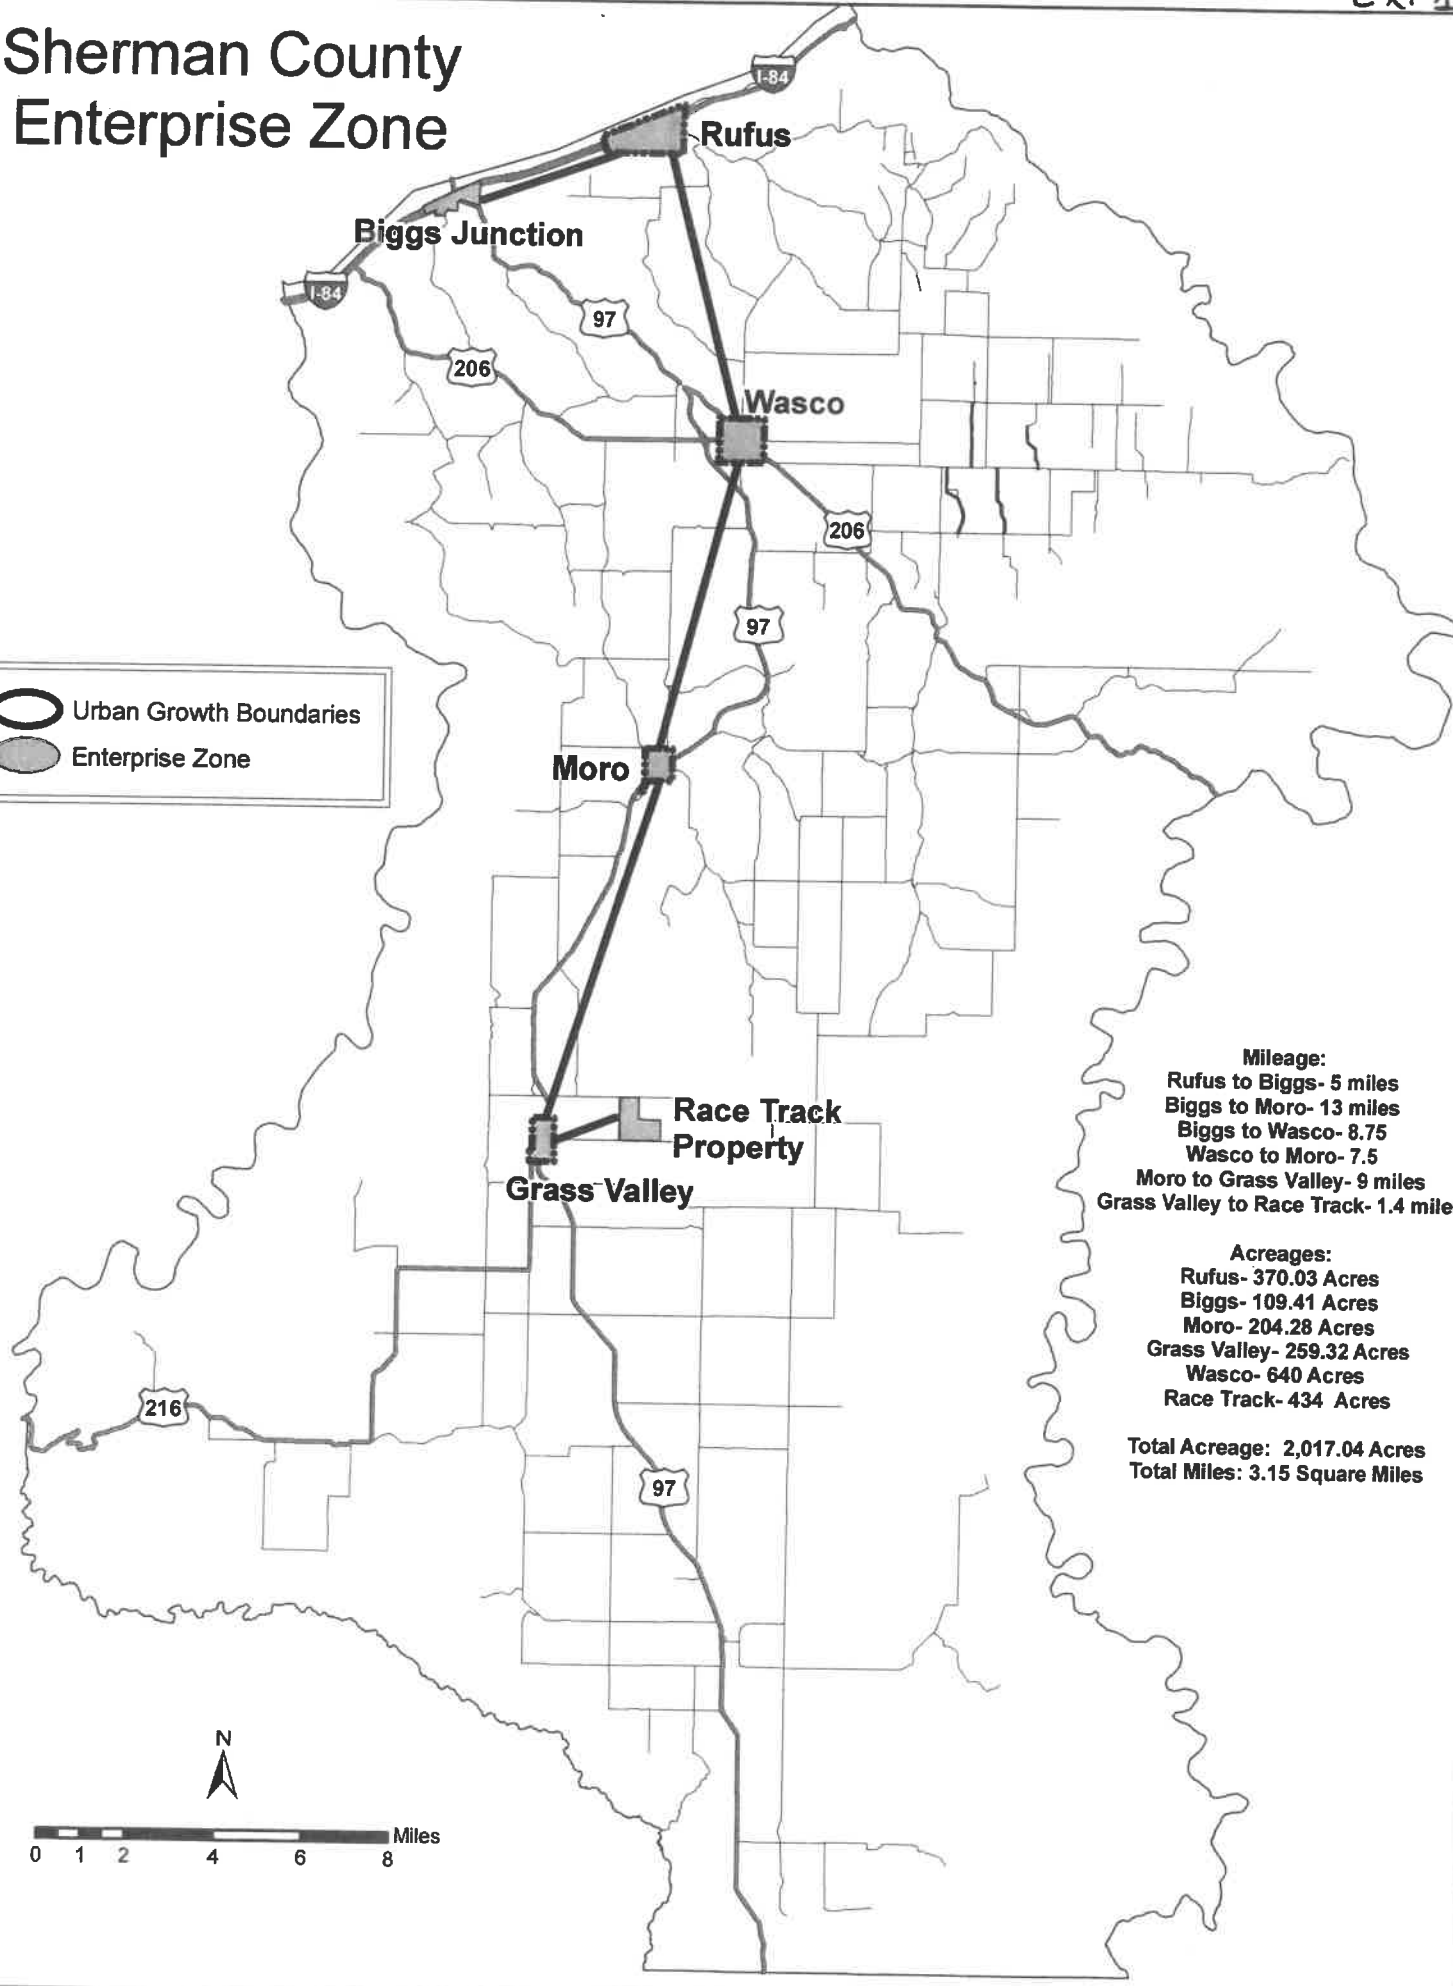 Ex. 1
Sherman County
Enterprise Zone
I-84
Rufus
Biggs Junction
I-84
97
206
Wasco
206
97
Urban Growth Boundaries
Enterprise Zone
Moro
Mileage:
Rufus to Biggs- 5 miles
Biggs to Moro- 13 miles
Biggs to Wasco- 8.75
Wasco to Moro- 7.5
Moro to Grass Valley- 9 miles
Grass Valley to Race Track- 1.4 mile
Race Track
Property
Grass Valley
Acreages:
Rufus- 370.03 Acres
Biggs- 109.41 Acres
Moro- 204.28 Acres
Grass Valley- 259.32 Acres
Wasco- 640 Acres
Race Track- 434 Acres
216
Total Acreage: 2,017.04 Acres
Total Miles: 3.15 Square Miles
97
N
Miles
0 1 2 4 6 8